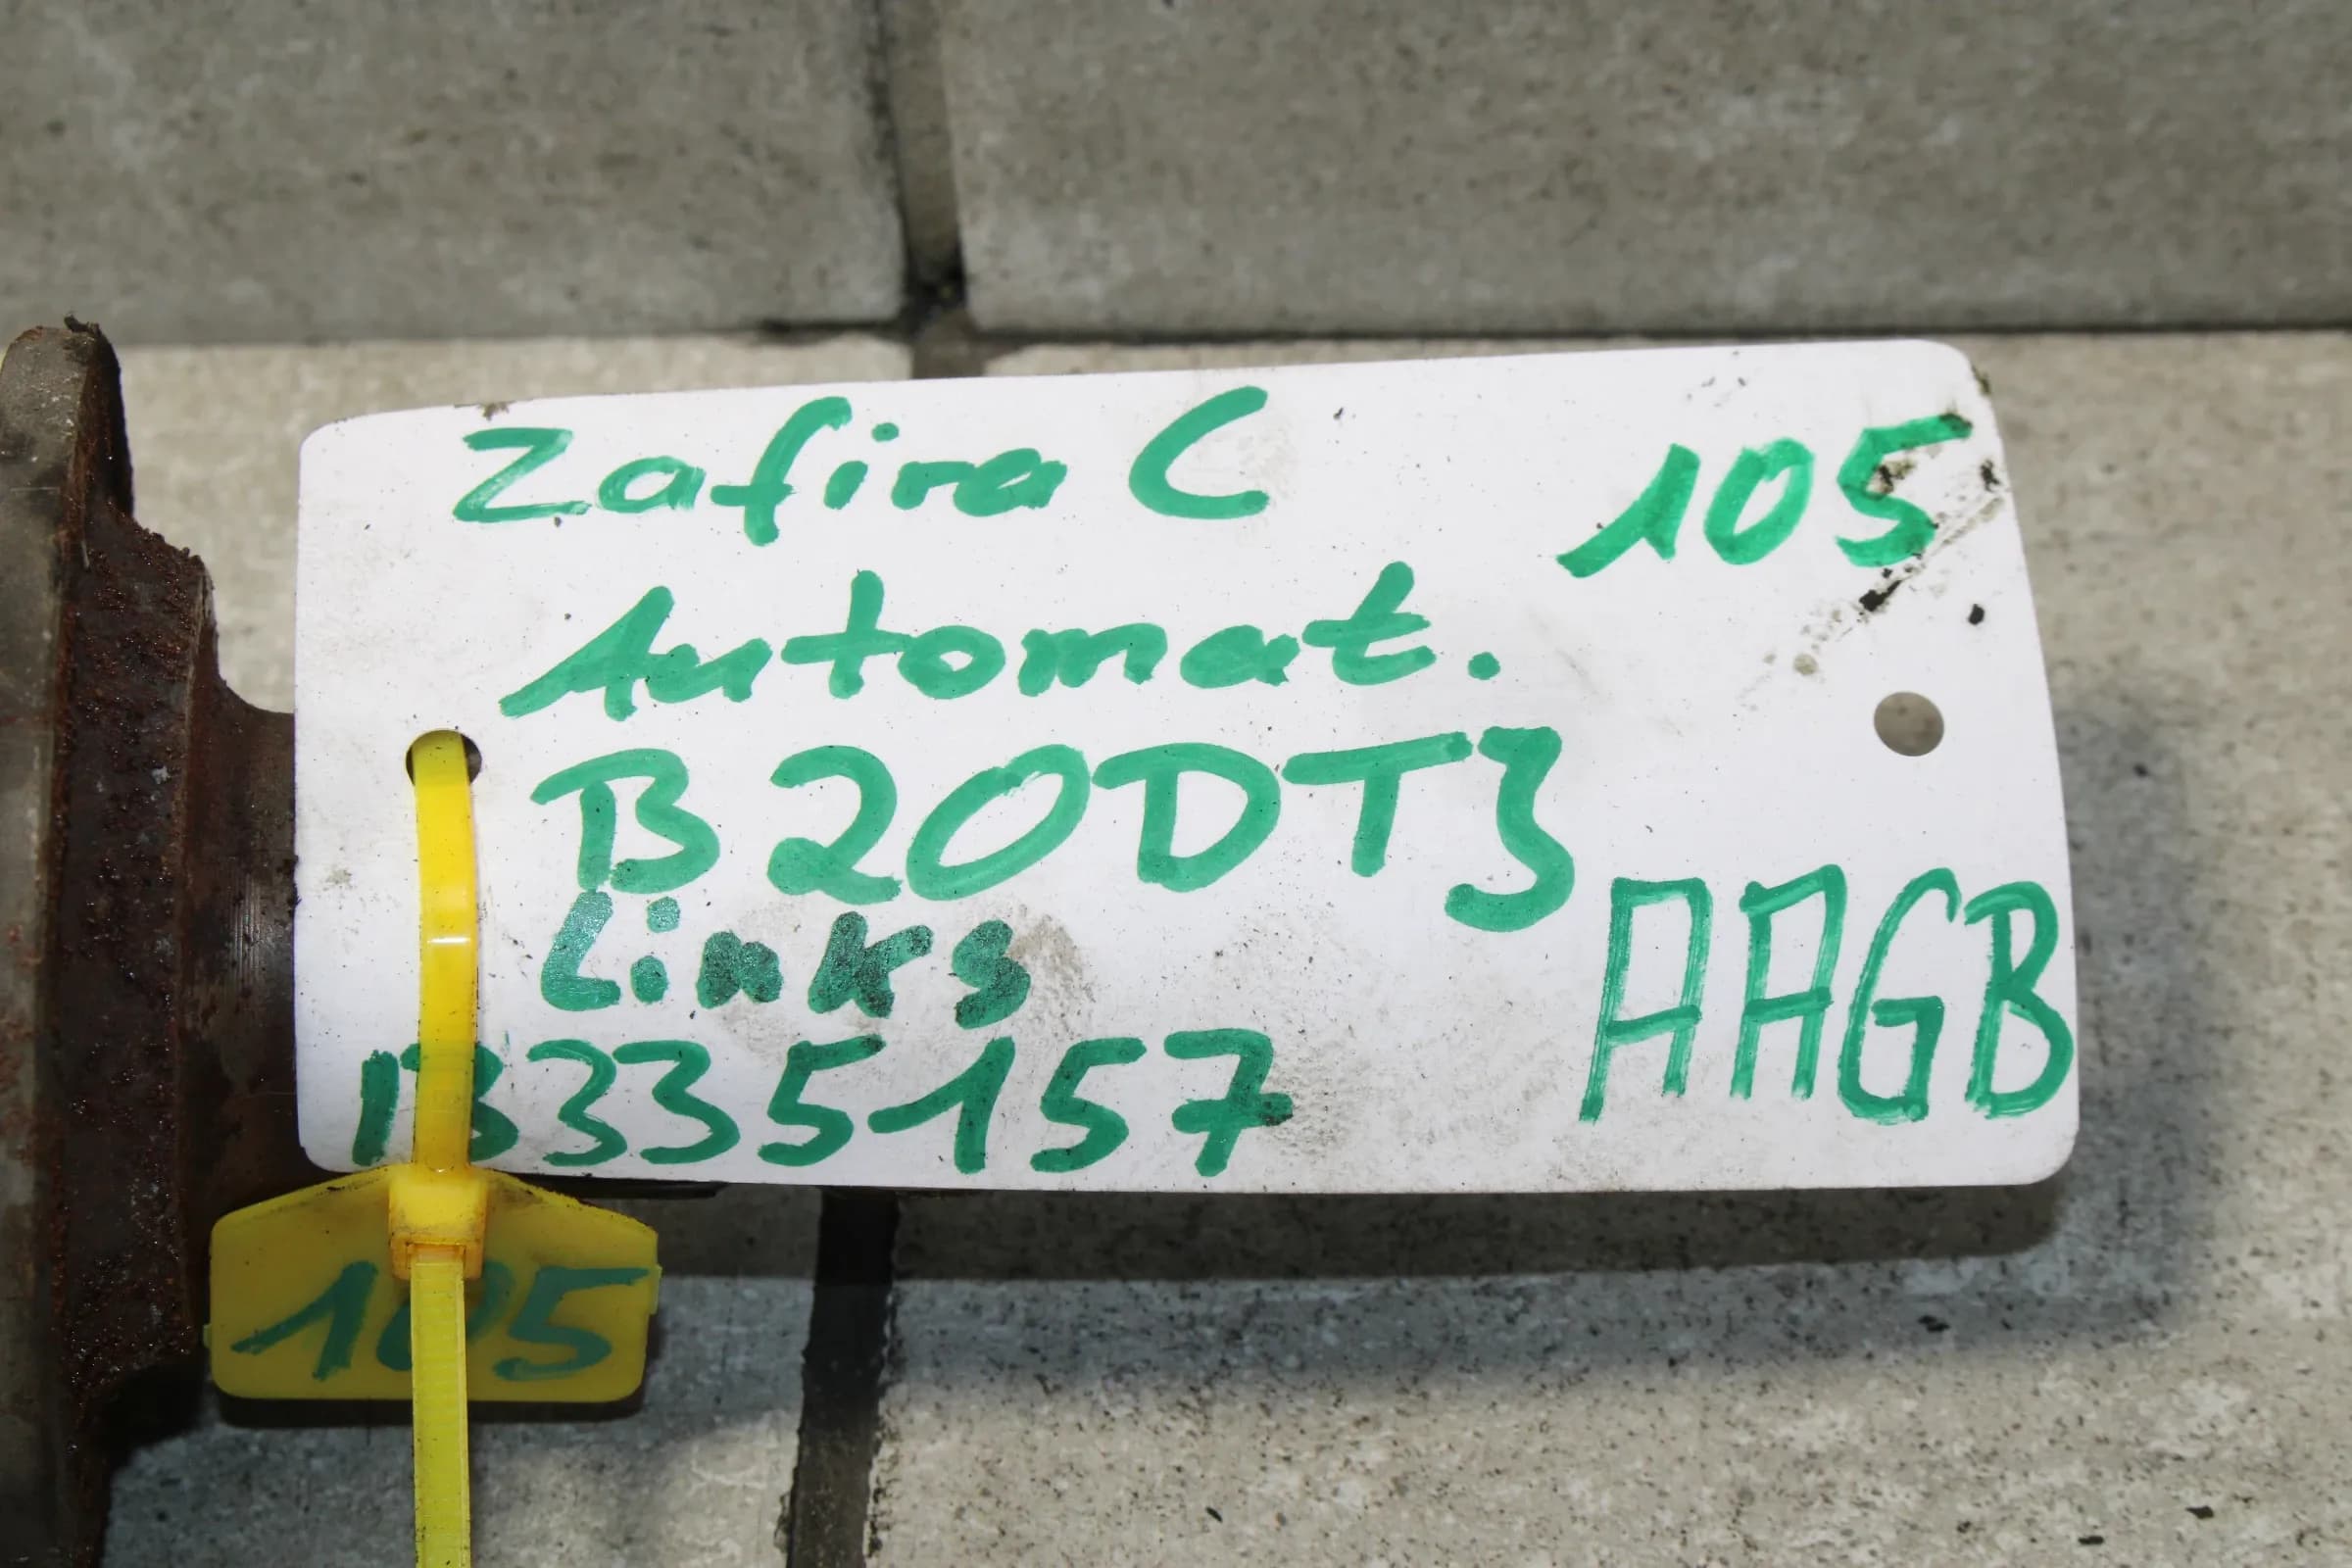 Zafira C
105
Automat.
B20DTJ
Links
AAGB
13335157
105